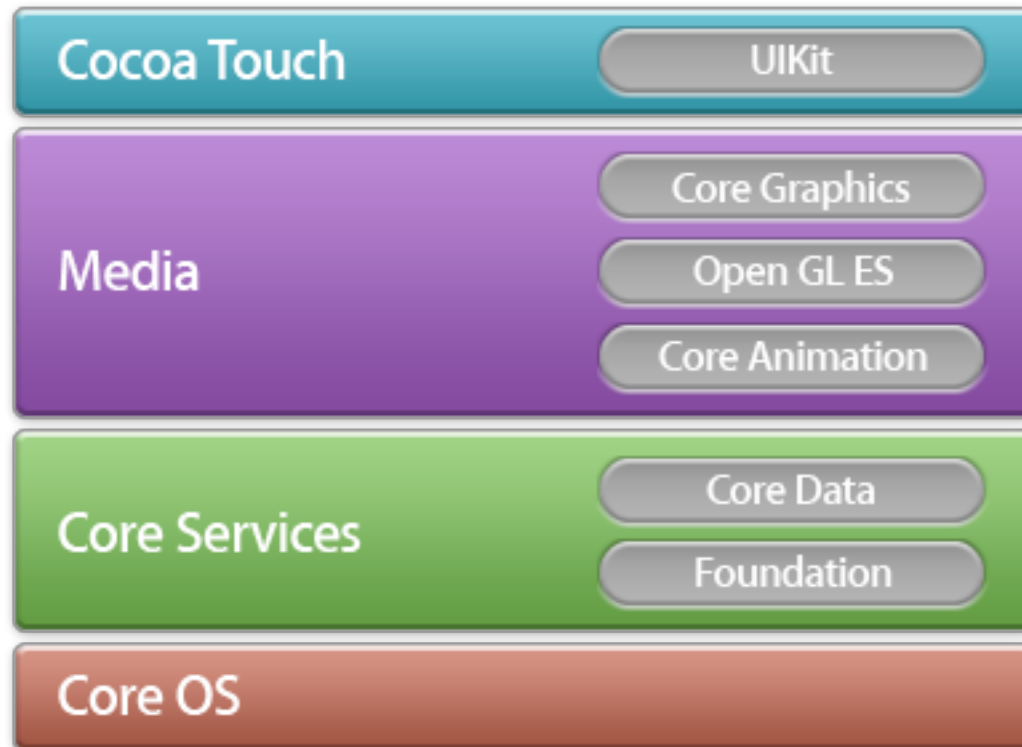 Cocoa Touch
UIKit
Media
Core Graphics
Open GL ES
Core Animation
Core Services
Core Data
Foundation
Core OS